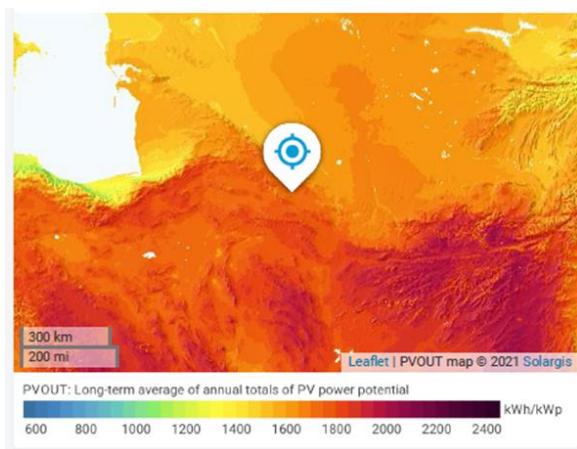 300 km
200 mi
Leaflet | PVOUT map © 2021 Solargis
PVOUT: Long-term average of annual totals of PV power potential
kWh/kWp
600 800 1000 1200 1400 1600 1800 2000 2200 2400